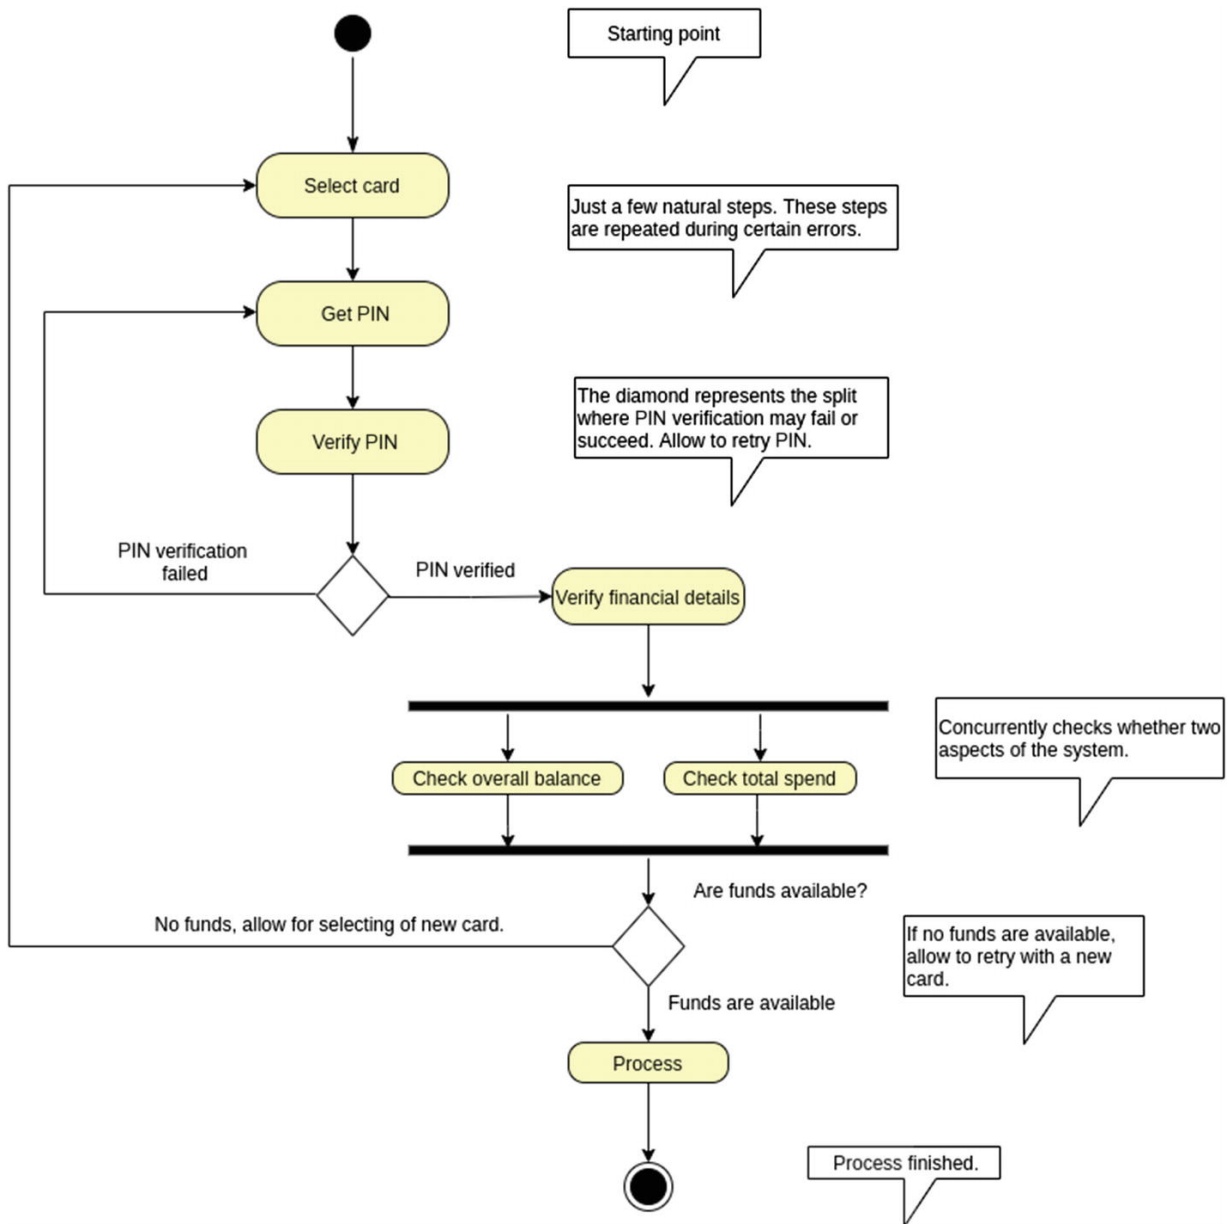 Starting point
Select card
Just a few natural steps. These steps
are repeated during certain errors.
Get PIN
The diamond represents the split
where PIN verification may fail or
succeed. Allow to retry PIN.
Verify PIN
PIN verification
failed
PIN verified
Verify financial details
Concurrently checks whether two
aspects of the system.
Check overall balance
Check total spend
Are funds available?
No funds, allow for selecting of new card.
If no funds are available,
allow to retry with a new
card.
Funds are available
Process
Process finished.